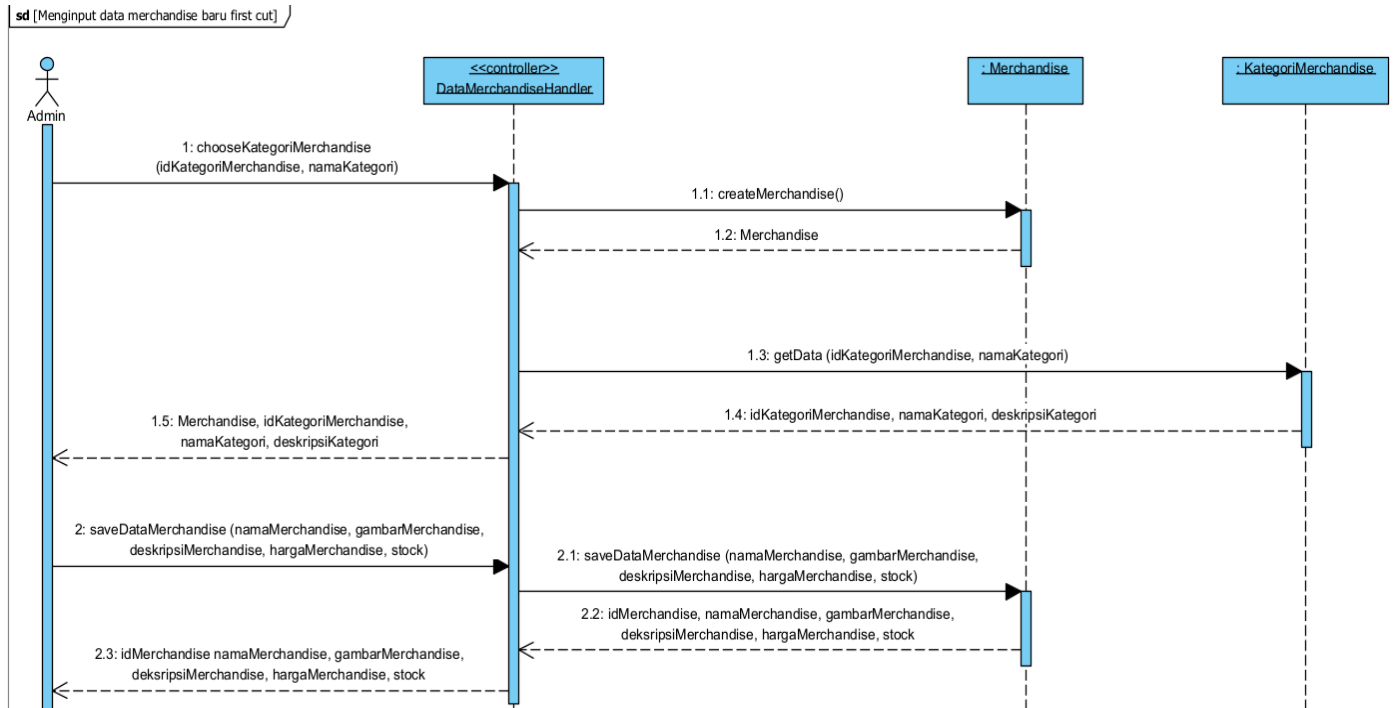 sd [Menginput data merchandise baru first cut]
Admin
<<controller>>
DataMerchandiseHandler
: Merchandise
: KategoriMerchandise
1: chooseKategoriMerchandise
(idKategoriMerchandise, namaKategori)
1.1: createMerchandise()
1.2: Merchandise
1.3: getData (idKategoriMerchandise, namaKategori)
1.4: idKategoriMerchandise, namaKategori, deskripsiKategori
1.5: Merchandise, idKategoriMerchandise,
namaKategori, deskripsiKategori
2: saveDataMerchandise (namaMerchandise, gambarMerchandise,
deskripsiMerchandise, hargaMerchandise, stock)
2.1: saveDataMerchandise (namaMerchandise, gambarMerchandise,
deskripsiMerchandise, hargaMerchandise, stock)
2.2: idMerchandise, namaMerchandise, gambarMerchandise,
deksripsiMerchandise, hargaMerchandise, stock
2.3: idMerchandise namaMerchandise, gambarMerchandise,
deksripsiMerchandise, hargaMerchandise, stock